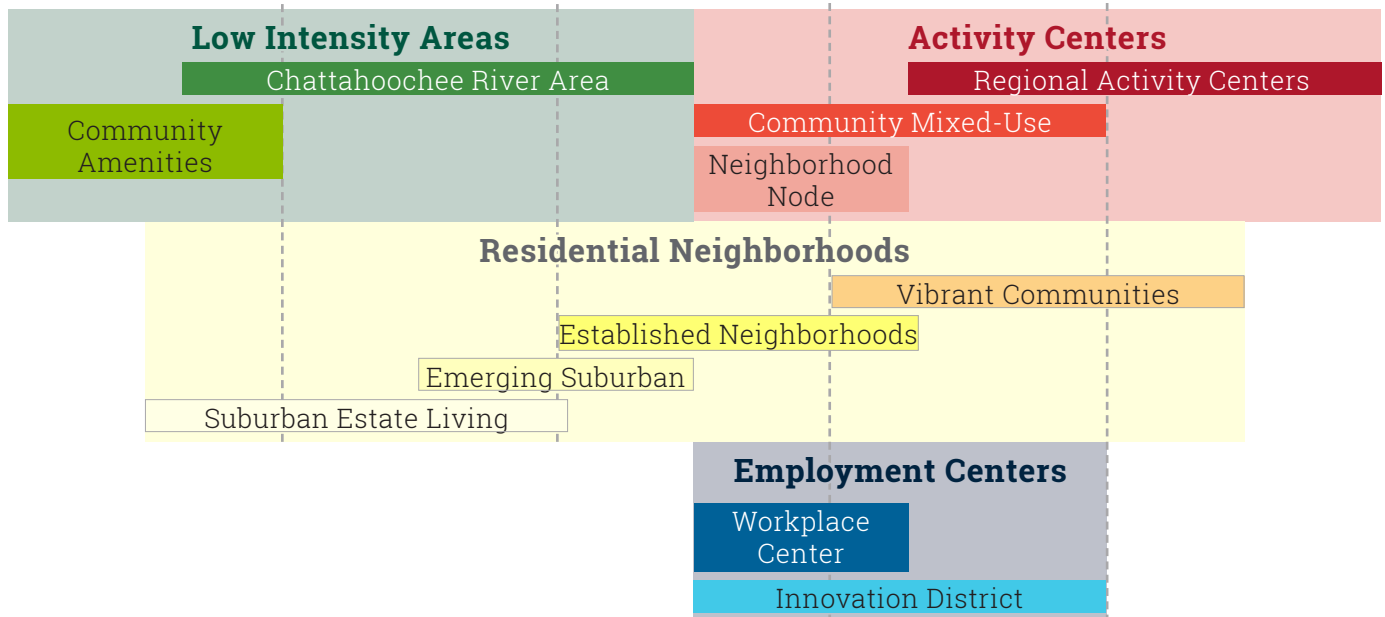 Low Intensity Areas
Chattahoochee River Area
Community
Amenities
Activity Centers
Regional Activity Centers
Community Mixed-Use
Neighborhood
Node
Residential Neighborhoods
Vibrant Communities
Established Neighborhoods
Emerging Suburban
Suburban Estate Living
Employment Centers
Workplace
Center
Innovation District